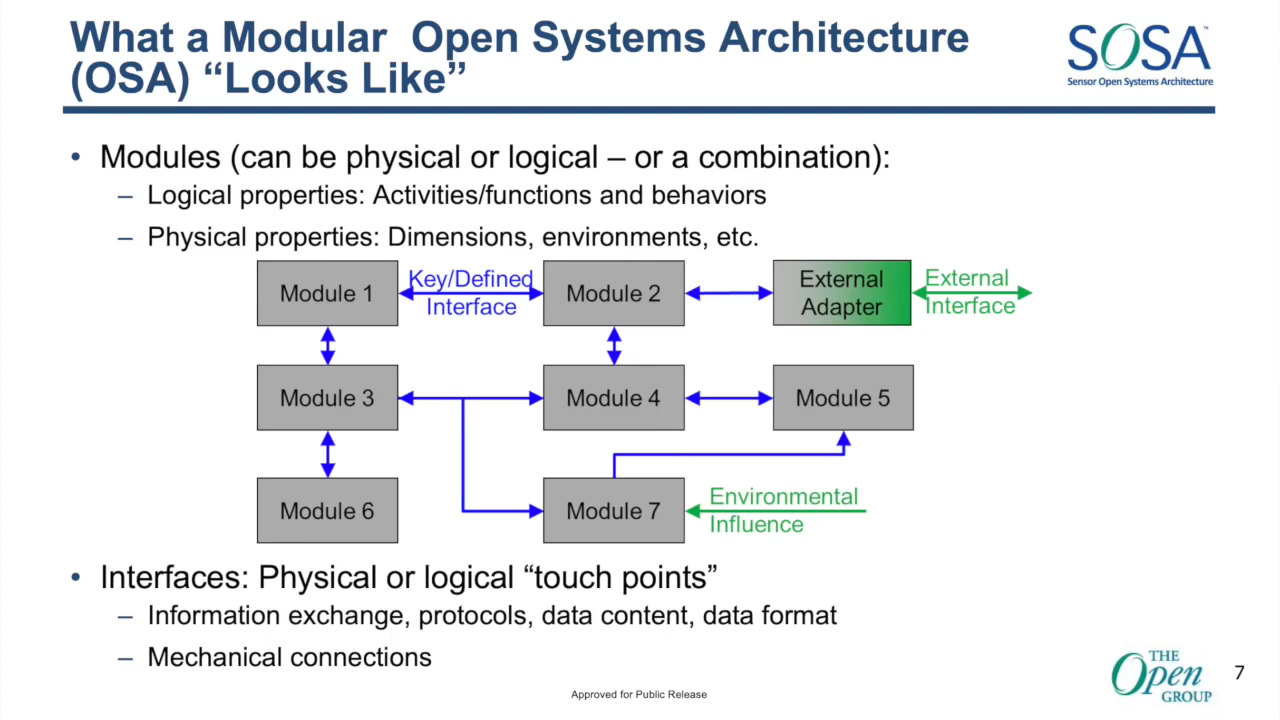 What a Modular  Open Systems Architecture
(OSA) “Looks Like”
SOSA™
Sensor Open Systems Architecture
• Modules (can be physical or logical – or a combination):
– Logical properties: Activities/functions and behaviors
– Physical properties: Dimensions, environments, etc.
Module 1
Key/Defined
Interface
Module 2
External
Adapter
External
Interface
Module 3
Module 4
Module 5
Module 6
Module 7
Environmental
Influence
• Interfaces: Physical or logical “touch points”
– Information exchange, protocols, data content, data format
– Mechanical connections
Approved for Public Release
THE
Open
GROUP
7